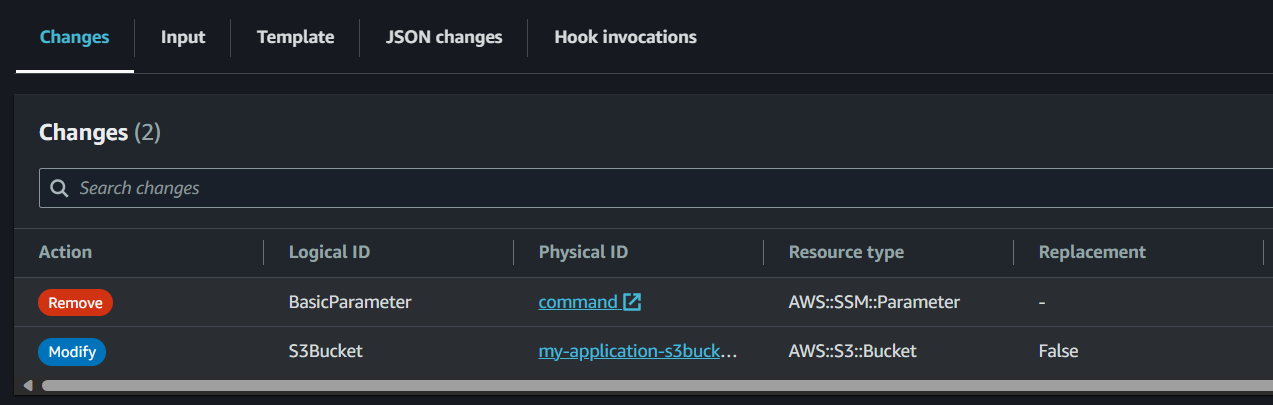 Changes Input Template JSON changes Hook invocations
Changes (2)
Search changes
Action Logical ID Physical ID Resource type Replacement
Remove BasicParameter command AWS::SSM::Parameter -
Modify S3Bucket my-application-s3buck... AWS::S3::Bucket False